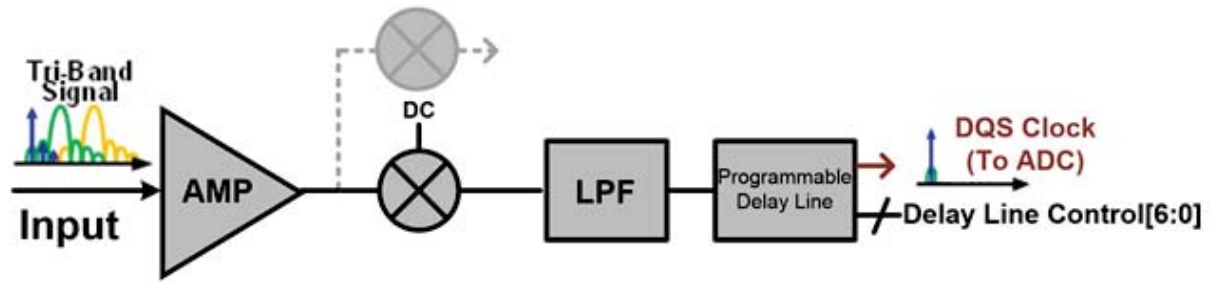 Tri-Band
Signal
Input
AMP
DC
LPF
Programmable
Delay Line
DQS Clock
(To ADC)
Delay Line Control[6:0]